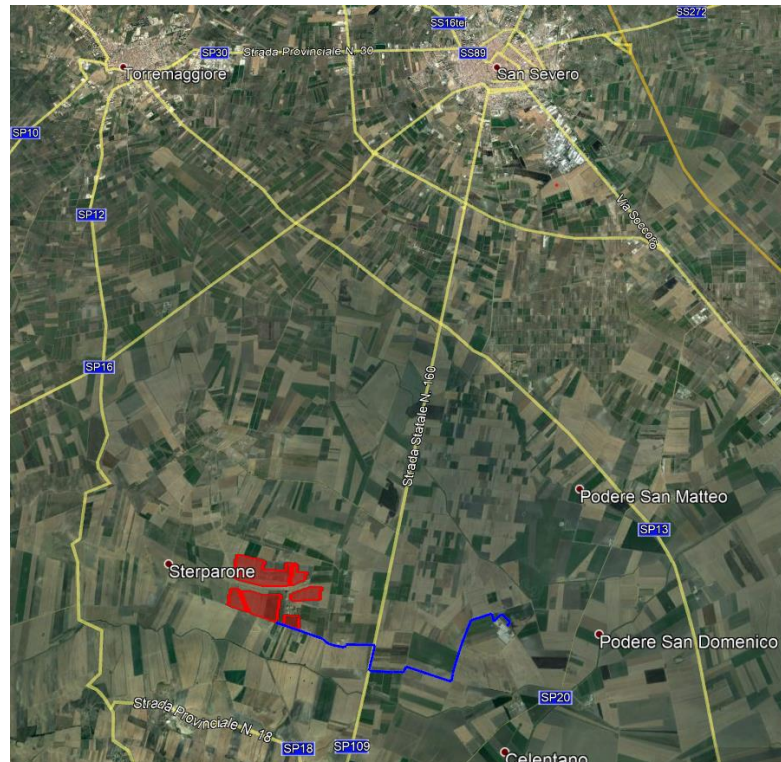 SS16ter
SS272
SP30
Strada Provinciale N. 30
SS89
Torremaggiore
San Severo
SP10
SP12
Via Soccorso
SP16
Strada Statale N. 160
Podere San Matteo
SP13
Sterparone
Podere San Domenico
SP20
Strada Provinciale N. 18
SP18
SP109
Celentano